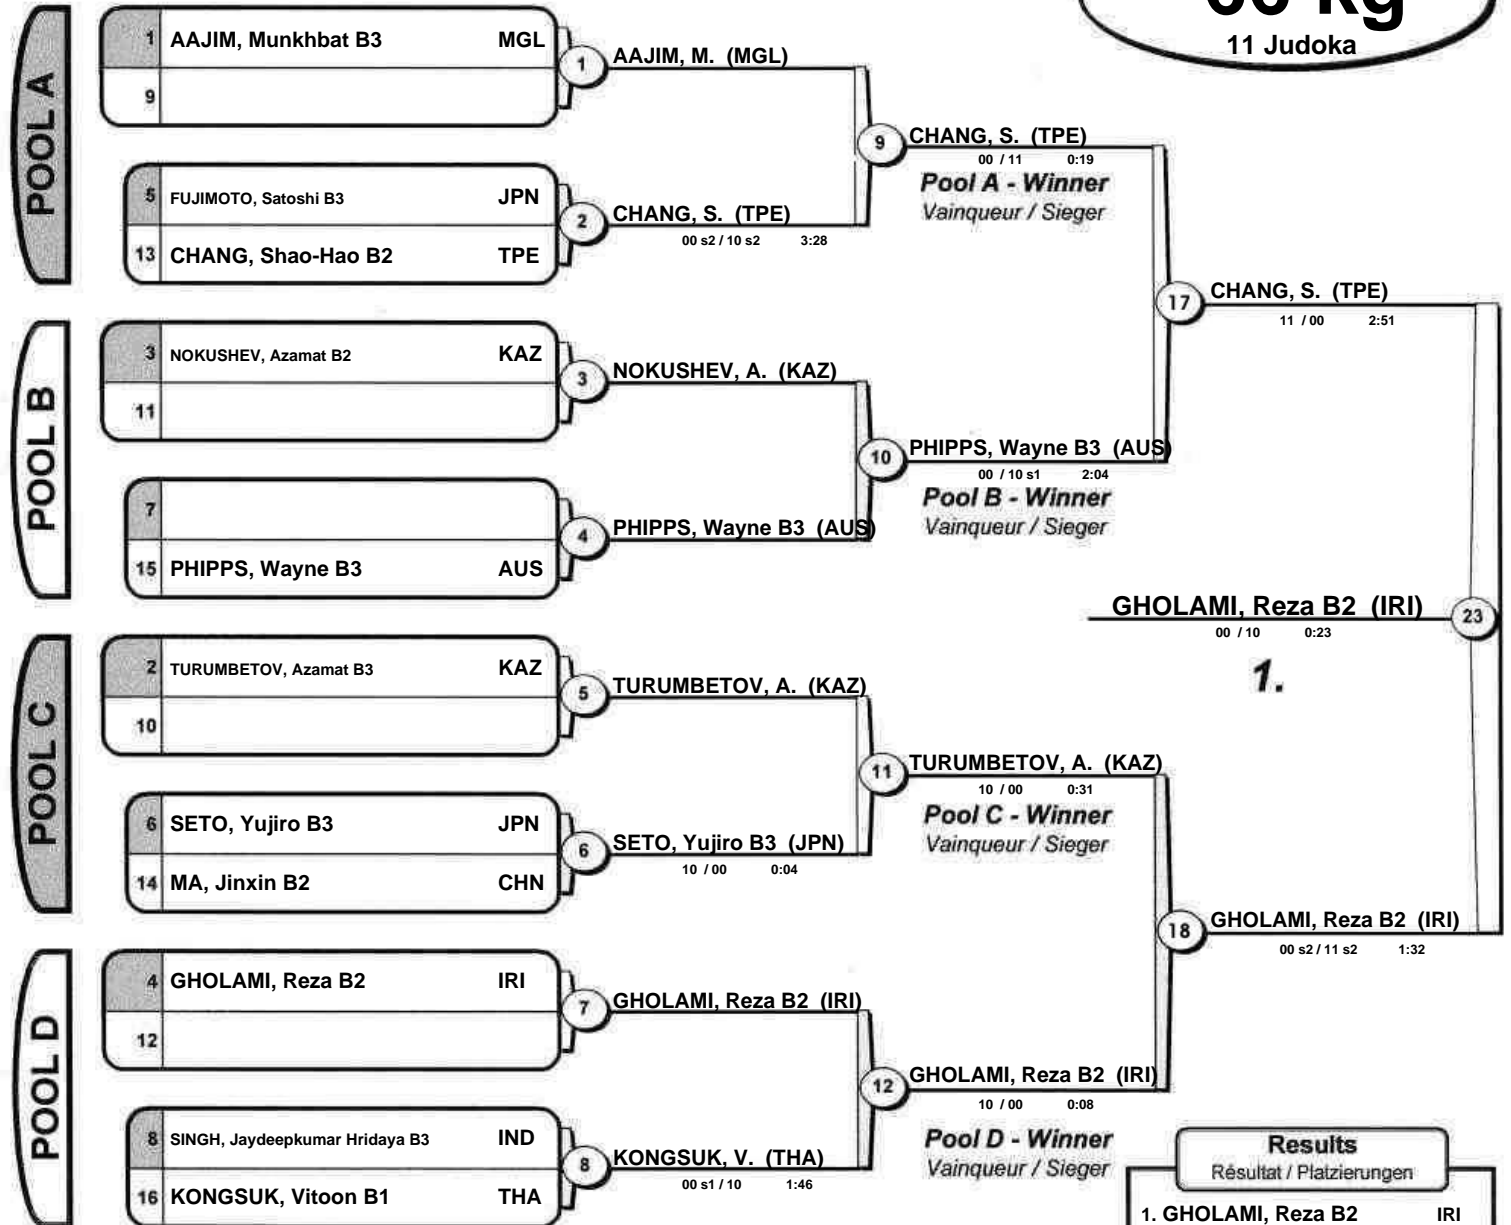 60 kg
11 Judoka
POOL A
1 AAJIM, Munkhbat B3 MGL
9
1 AAJIM, M. (MGL)
5 FUJIMOTO, Satoshi B3 JPN
13 CHANG, Shao-Hao B2 TPE
2 CHANG, S. (TPE)
00 s2 / 10 s2 3:28
9 CHANG, S. (TPE)
00 / 11 0:19
Pool A - Winner
Vainqueur / Sieger
POOL B
3 NOKUSHEV, Azamat B2 KAZ
11
3 NOKUSHEV, A. (KAZ)
7
15 PHIPPS, Wayne B3 AUS
4 PHIPPS, Wayne B3 (AUS)
10 PHIPPS, Wayne B3 (AUS)
00 / 10 s1 2:04
Pool B - Winner
Vainqueur / Sieger
17 CHANG, S. (TPE)
11 / 00 2:51
POOL C
2 TURUMBETOV, Azamat B3 KAZ
10
5 TURUMBETOV, A. (KAZ)
6 SETO, Yujiro B3 JPN
14 MA, Jinxin B2 CHN
6 SETO, Yujiro B3 (JPN)
10 / 00 0:04
11 TURUMBETOV, A. (KAZ)
10 / 00 0:31
Pool C - Winner
Vainqueur / Sieger
POOL D
4 GHOLAMI, Reza B2 IRI
12
7 GHOLAMI, Reza B2 (IRI)
8 SINGH, Jaydeepkumar Hridaya B3 IND
16 KONGSUK, Vitoon B1 THA
8 KONGSUK, V. (THA)
00 s1 / 10 1:46
12 GHOLAMI, Reza B2 (IRI)
10 / 00 0:08
Pool D - Winner
Vainqueur / Sieger
18 GHOLAMI, Reza B2 (IRI)
00 s2 / 11 s2 1:32
GHOLAMI, Reza B2 (IRI) 23
00 / 10 0:23
1.
Results
Résultat / Platzierungen
1. GHOLAMI, Reza B2 IRI